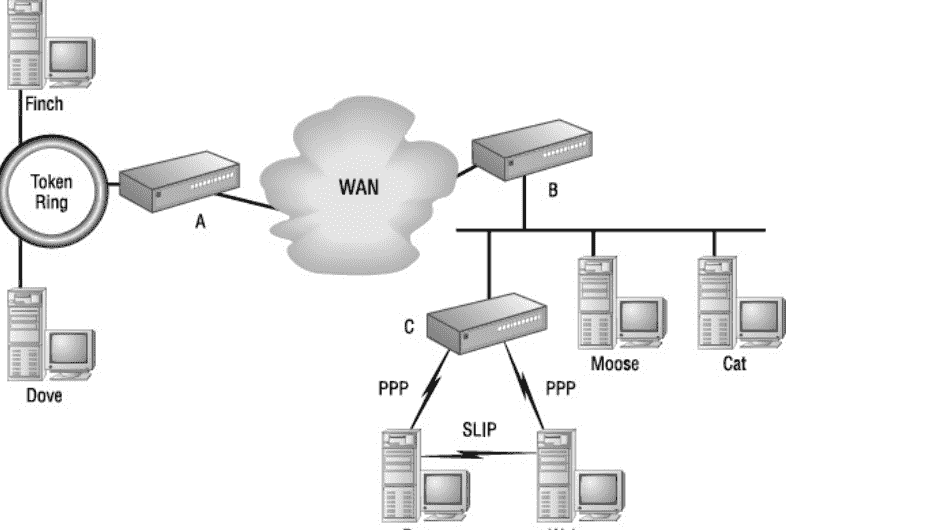 Finch
Token
Ring
A
WAN
B
C
Moose
Cat
Dove
PPP
PPP
SLIP